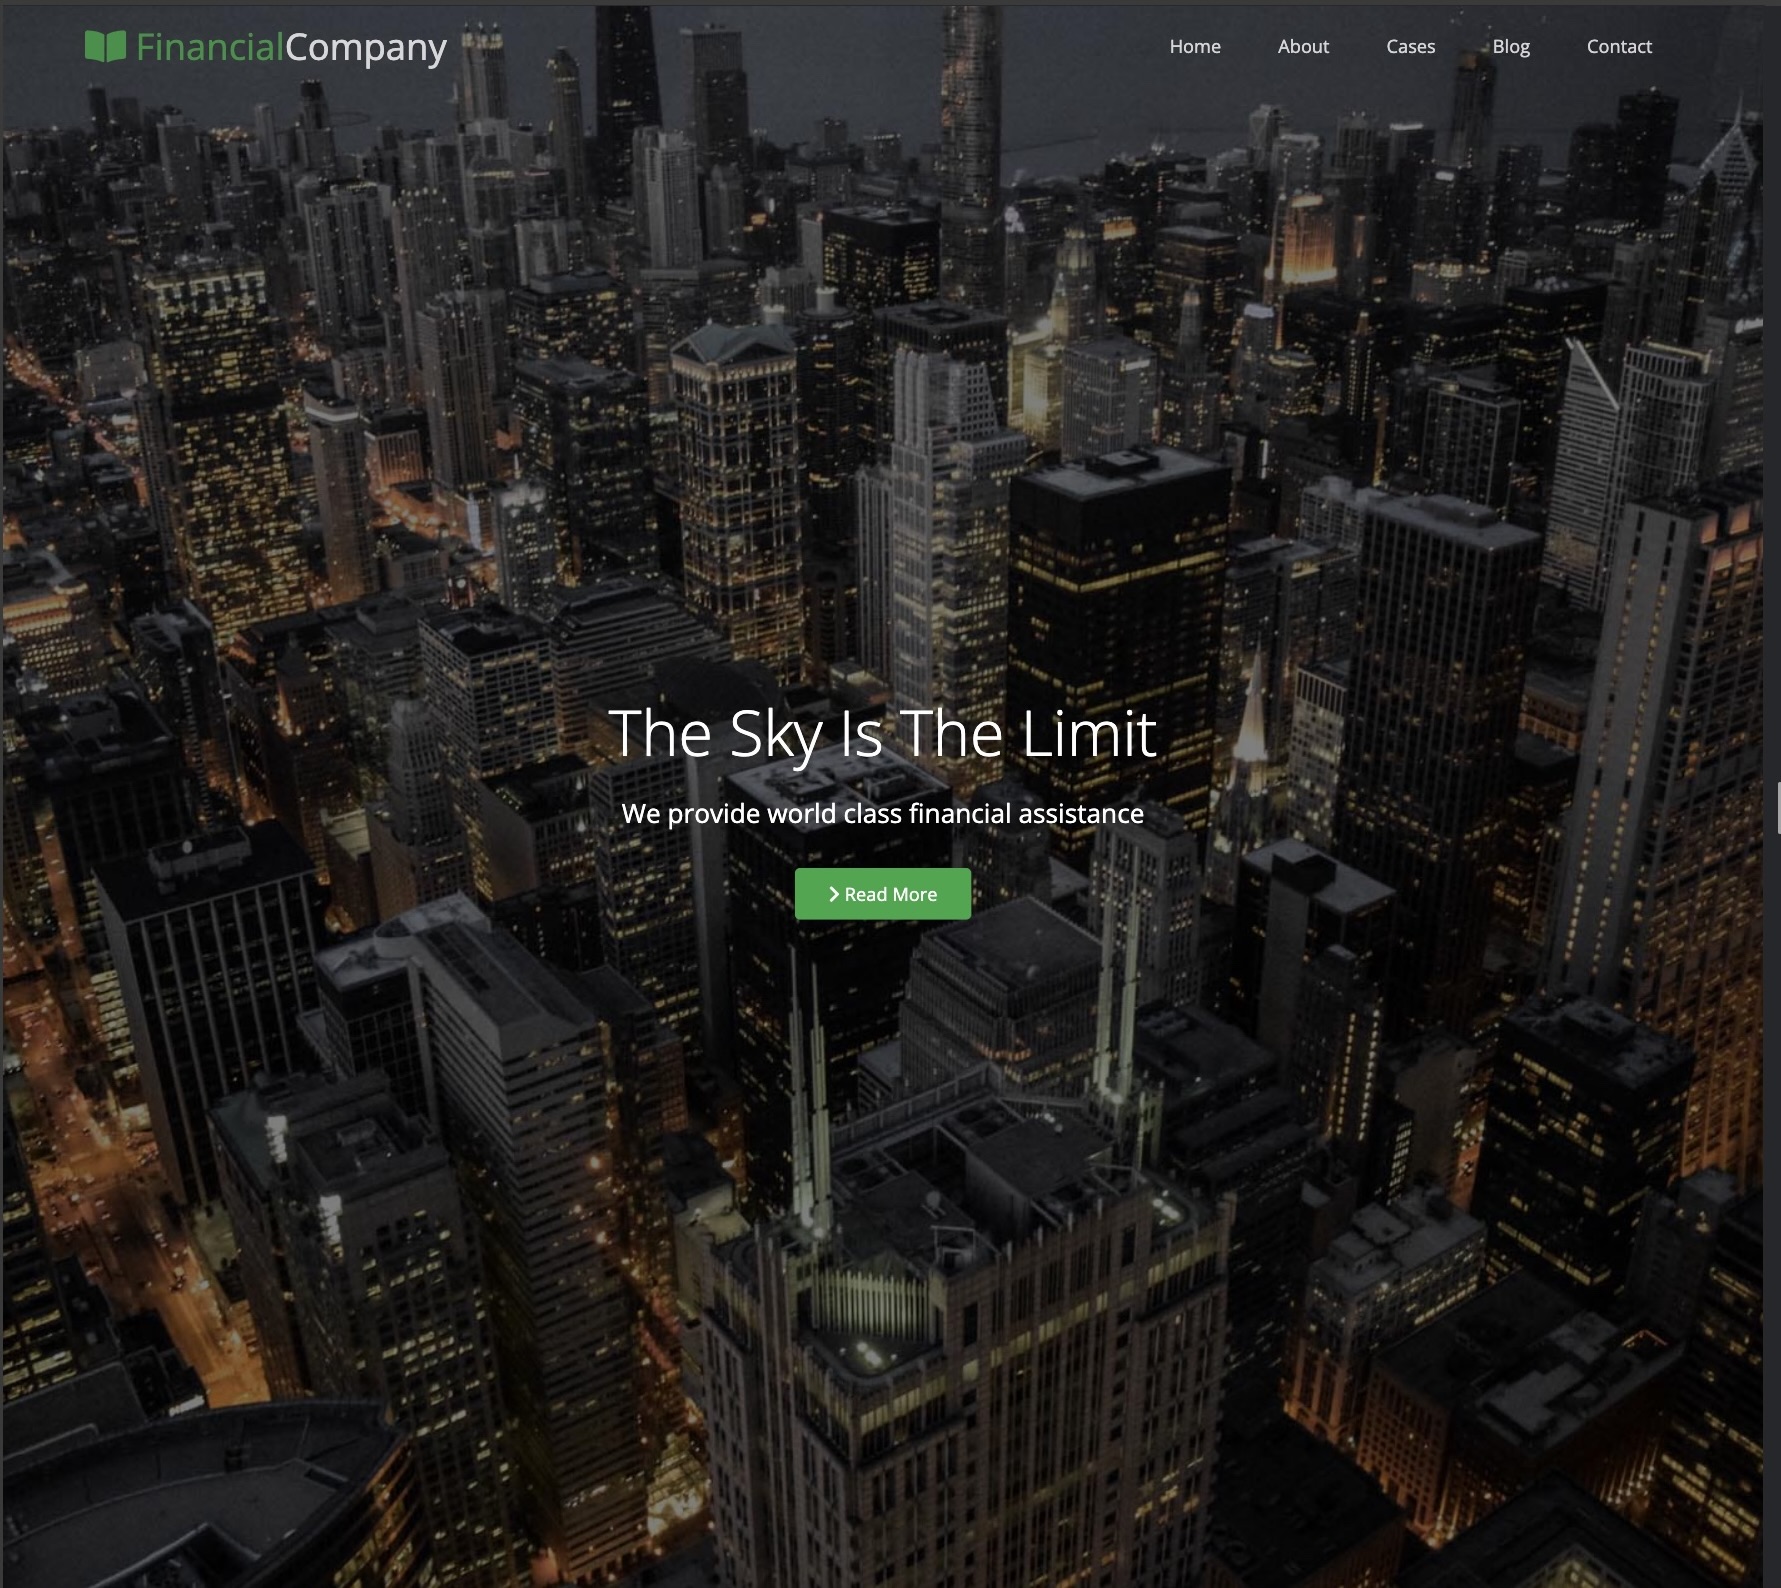 FinancialCompany
Home About Cases Blog Contact
The Sky Is The Limit
We provide world class financial assistance
Read More